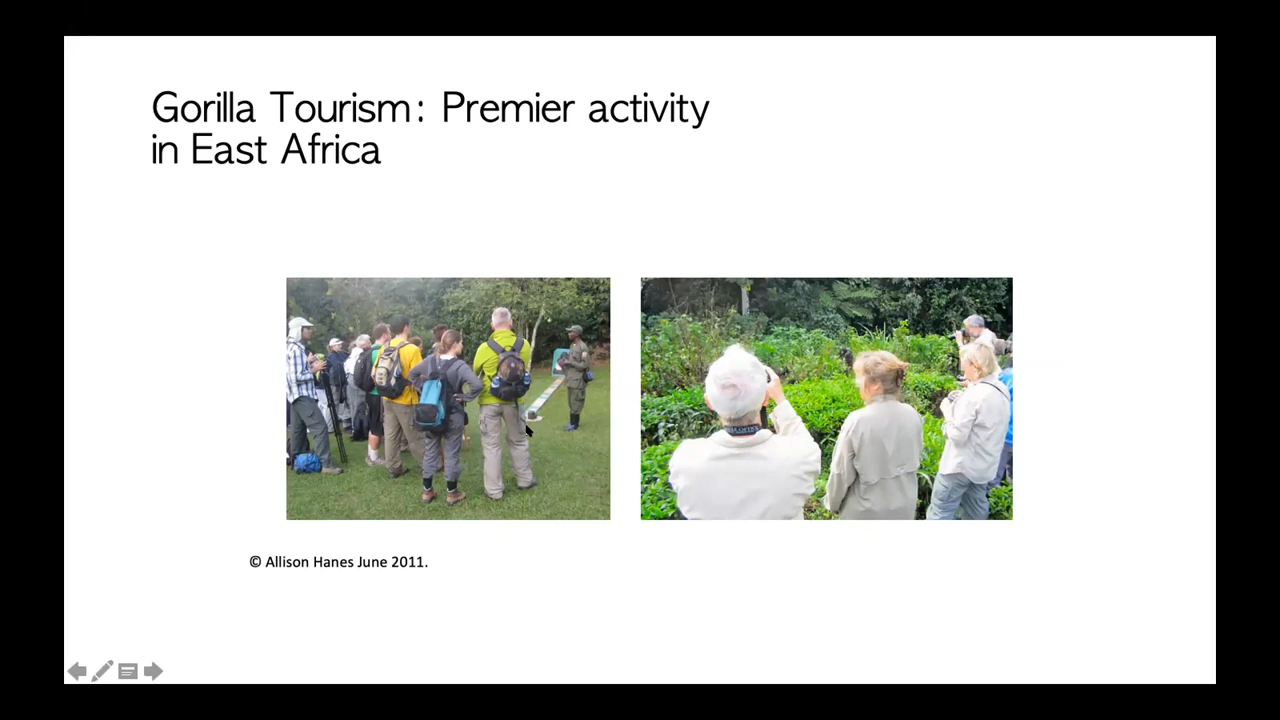 Gorilla Tourism: Premier activity
in East Africa
© Allison Hanes June 2011.